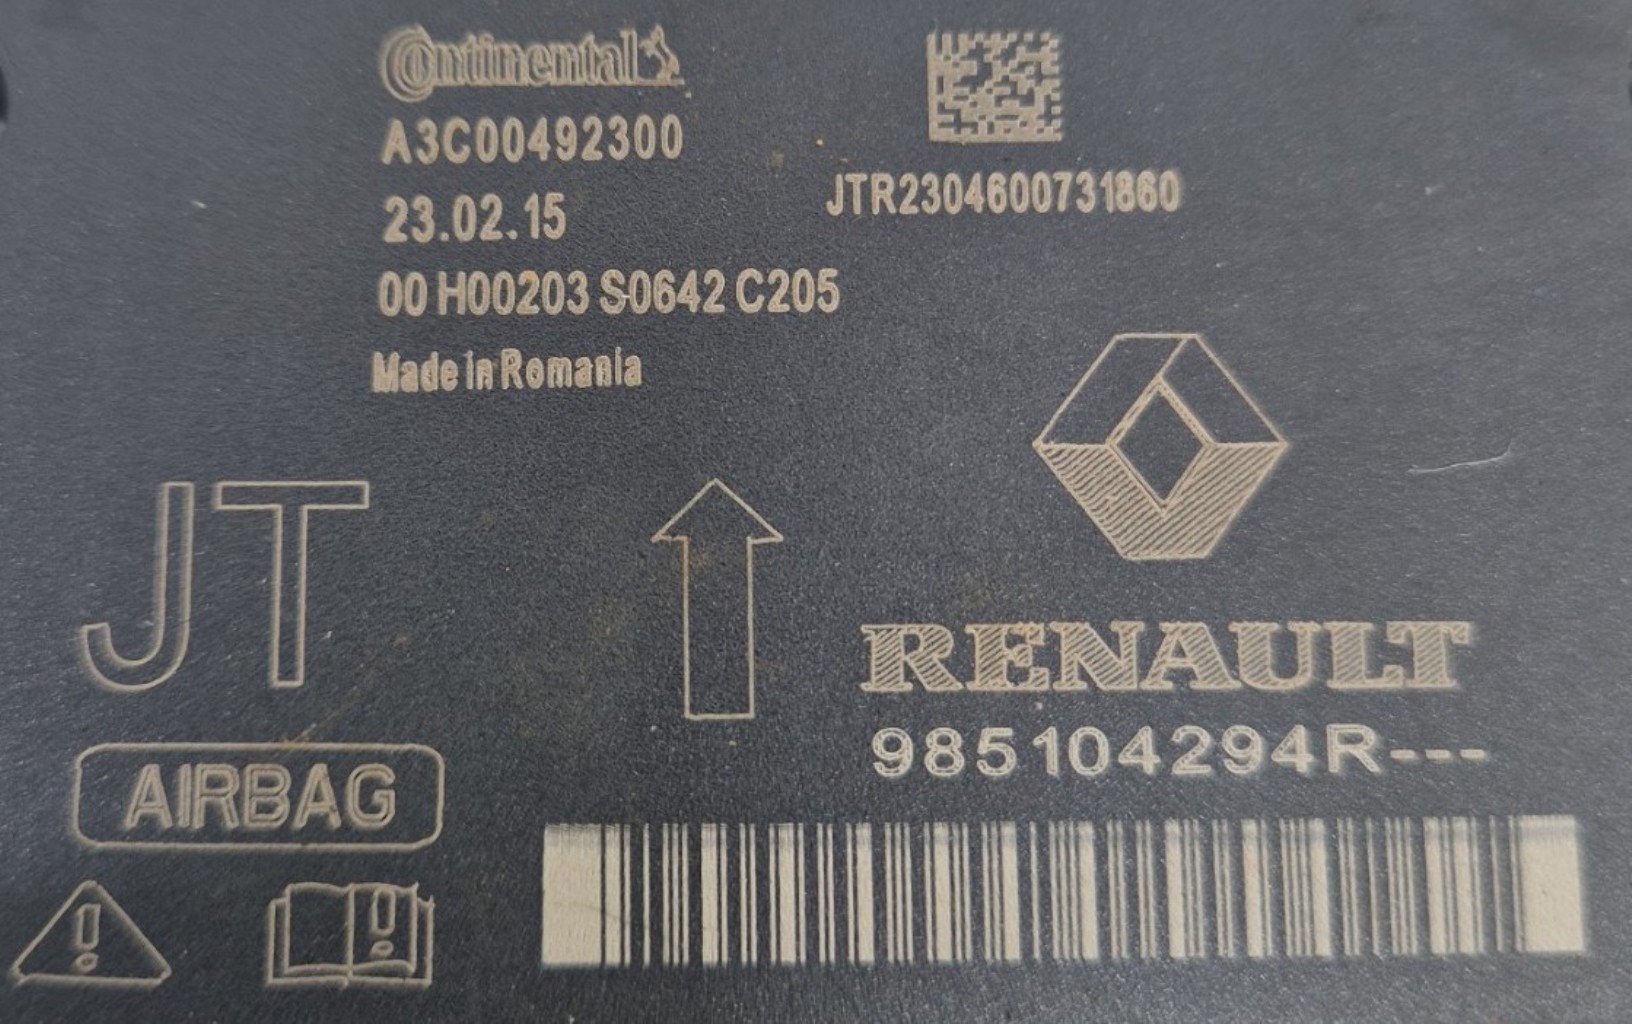 Continental
A3C00492300
23.02.15
00 H00203 S0642 C205
Made in Romania
JTR2304600731860
JT
AIRBAG
RENAULT
985104294R---